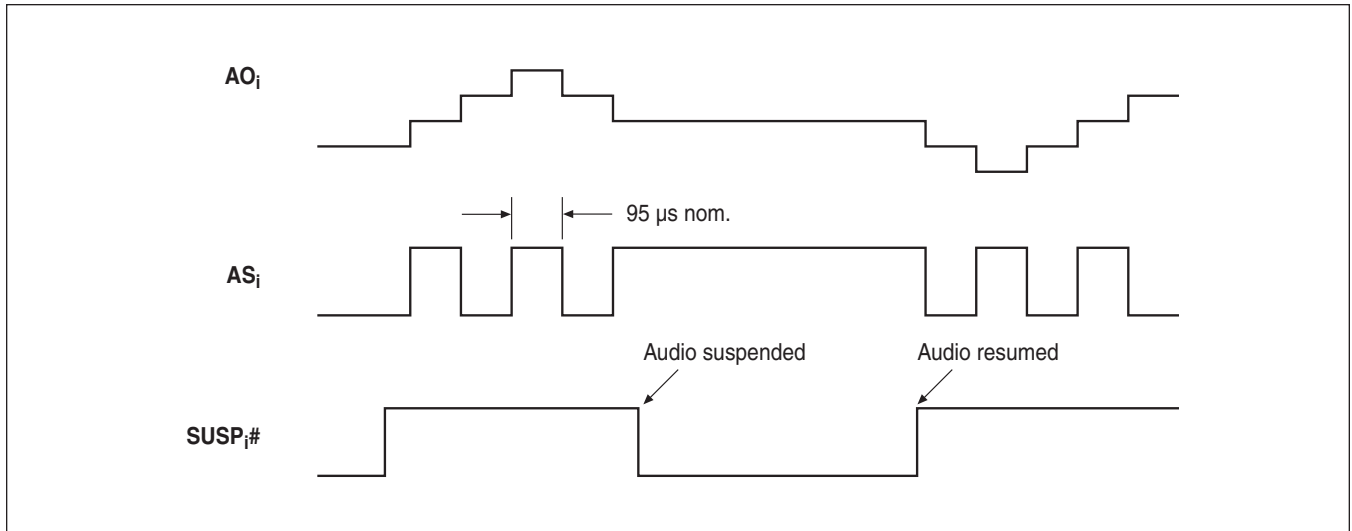 AOi
95 µs nom.
ASi
Audio suspended
Audio resumed
SUSPi#